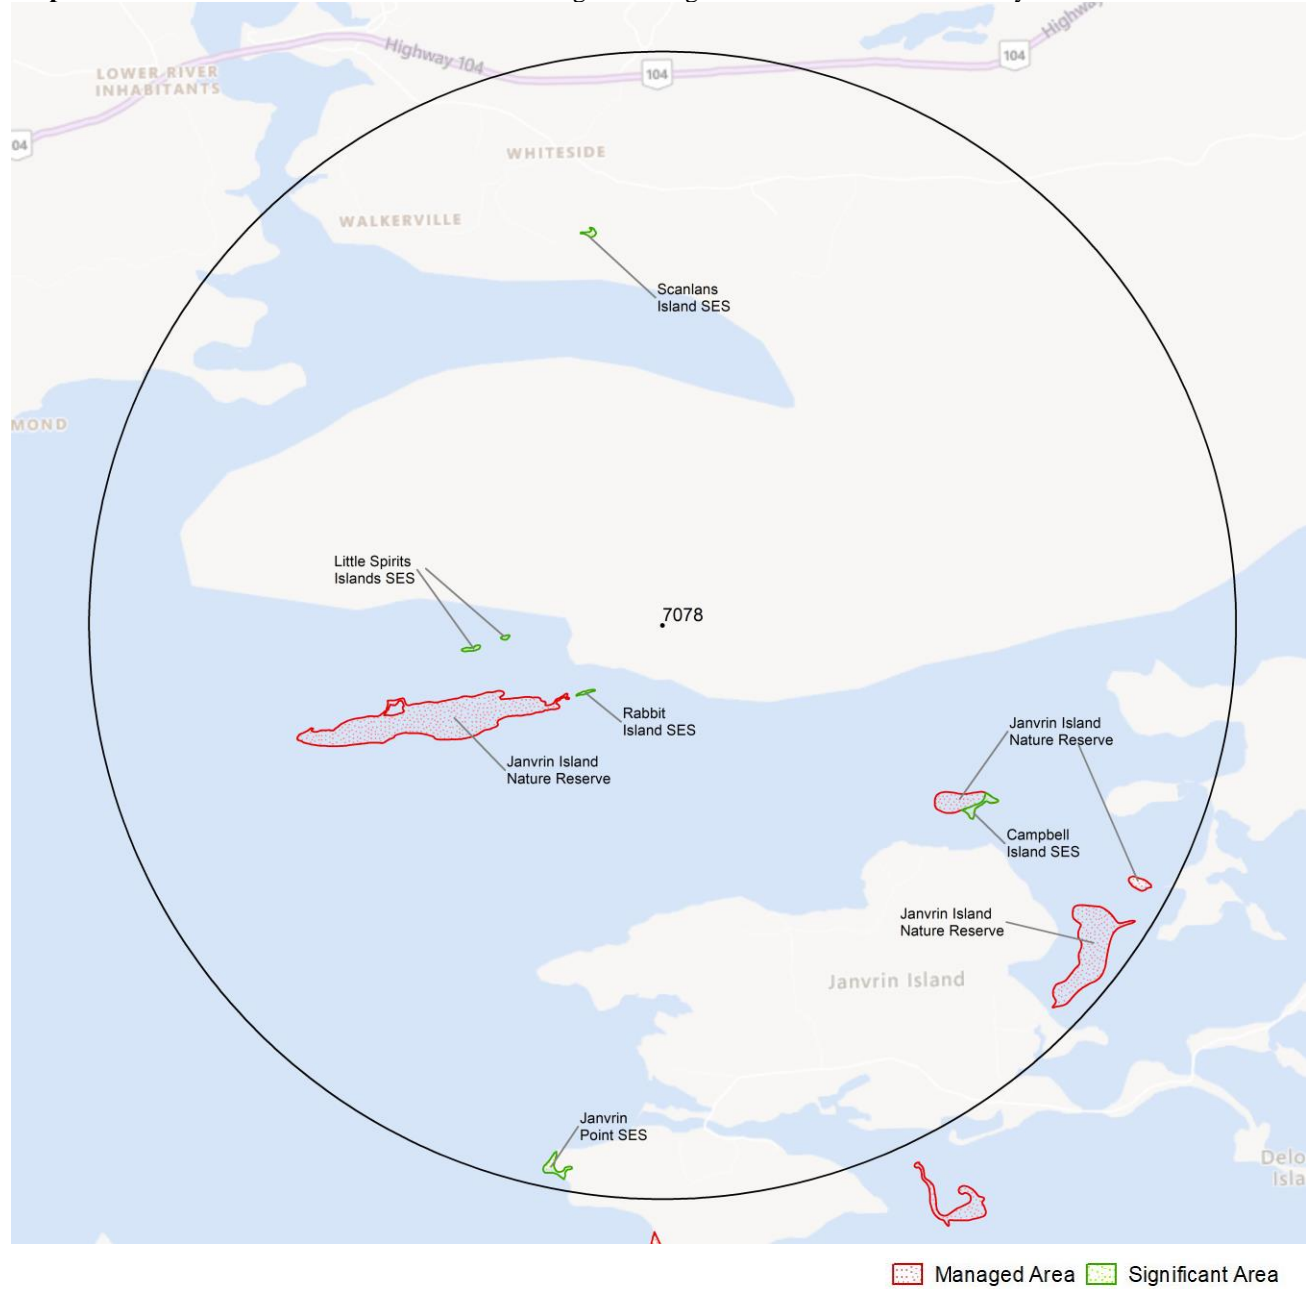 Highway 104
104
104
Highway
LOWER RIVER
INHABITANTS
04
WHITESIDE
WALKERVILLE
Scanlans
Island SES
MOND
Little Spirits
Islands SES
7078
Rabbit
Island SES
Janvrin Island
Nature Reserve
Janvrin Island
Nature Reserve
Campbell
Island SES
Janvrin Island
Nature Reserve
Janvrin Island
Janvrin
Point SES
Delo
Isla
Managed Area
Significant Area